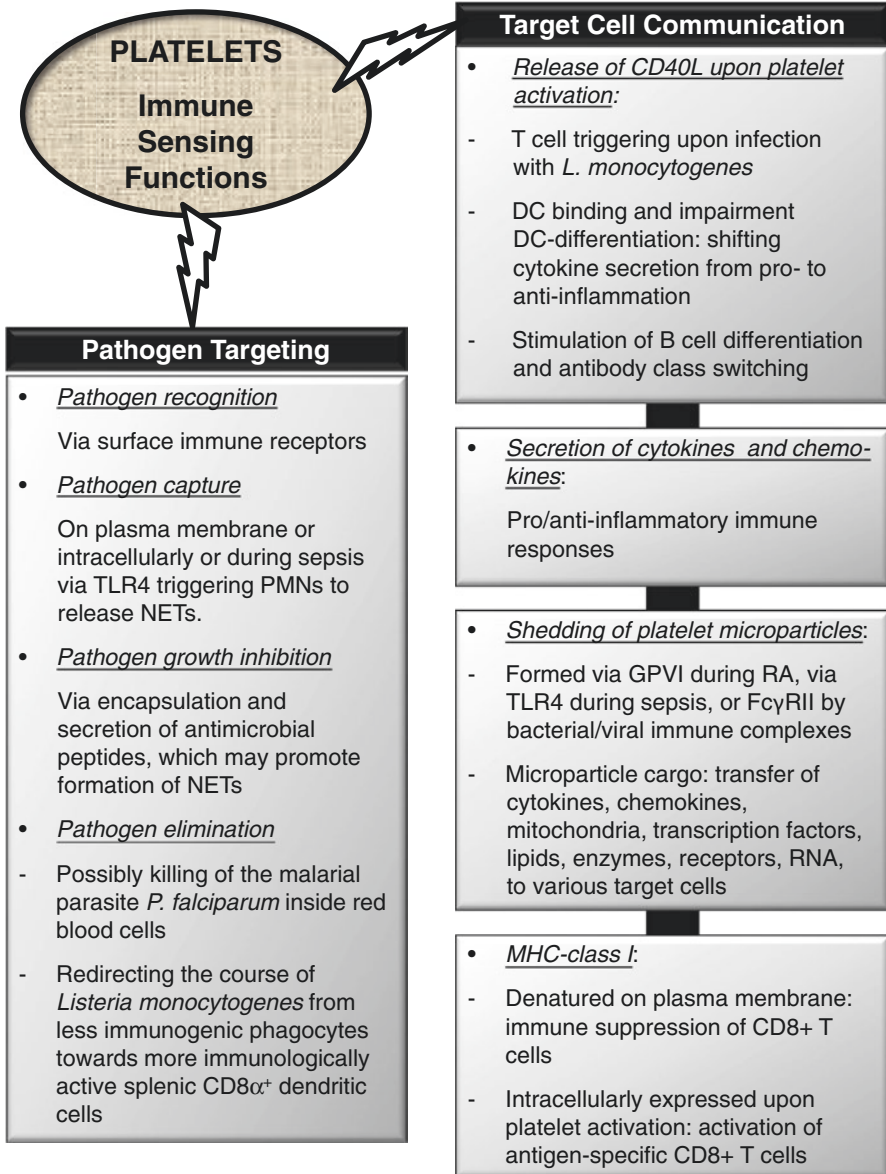 PLATELETS
Immune
Sensing
Functions
Pathogen Targeting
• Pathogen recognition
Via surface immune receptors
• Pathogen capture
On plasma membrane or
intracellularly or during sepsis
via TLR4 triggering PMNs to
release NETs.
• Pathogen growth inhibition
Via encapsulation and
secretion of antimicrobial
peptides, which may promote
formation of NETs
• Pathogen elimination
- Possibly killing of the malarial
parasite P. falciparum inside red
blood cells
- Redirecting the course of
Listeria monocytogenes from
less immunogenic phagocytes
towards more immunologically
active splenic CD8α⁺ dendritic
cells
Target Cell Communication
• Release of CD40L upon platelet
activation:
- T cell triggering upon infection
with L. monocytogenes
- DC binding and impairment
DC-differentiation: shifting
cytokine secretion from pro- to
anti-inflammation
- Stimulation of B cell differentiation
and antibody class switching
• Secretion of cytokines and chemo-
kines:
Pro/anti-inflammatory immune
responses
• Shedding of platelet microparticles:
- Formed via GPVI during RA, via
TLR4 during sepsis, or FcγRII by
bacterial/viral immune complexes
- Microparticle cargo: transfer of
cytokines, chemokines,
mitochondria, transcription factors,
lipids, enzymes, receptors, RNA,
to various target cells
• MHC-class I:
- Denatured on plasma membrane:
immune suppression of CD8+ T
cells
- Intracellularly expressed upon
platelet activation: activation of
antigen-specific CD8+ T cells